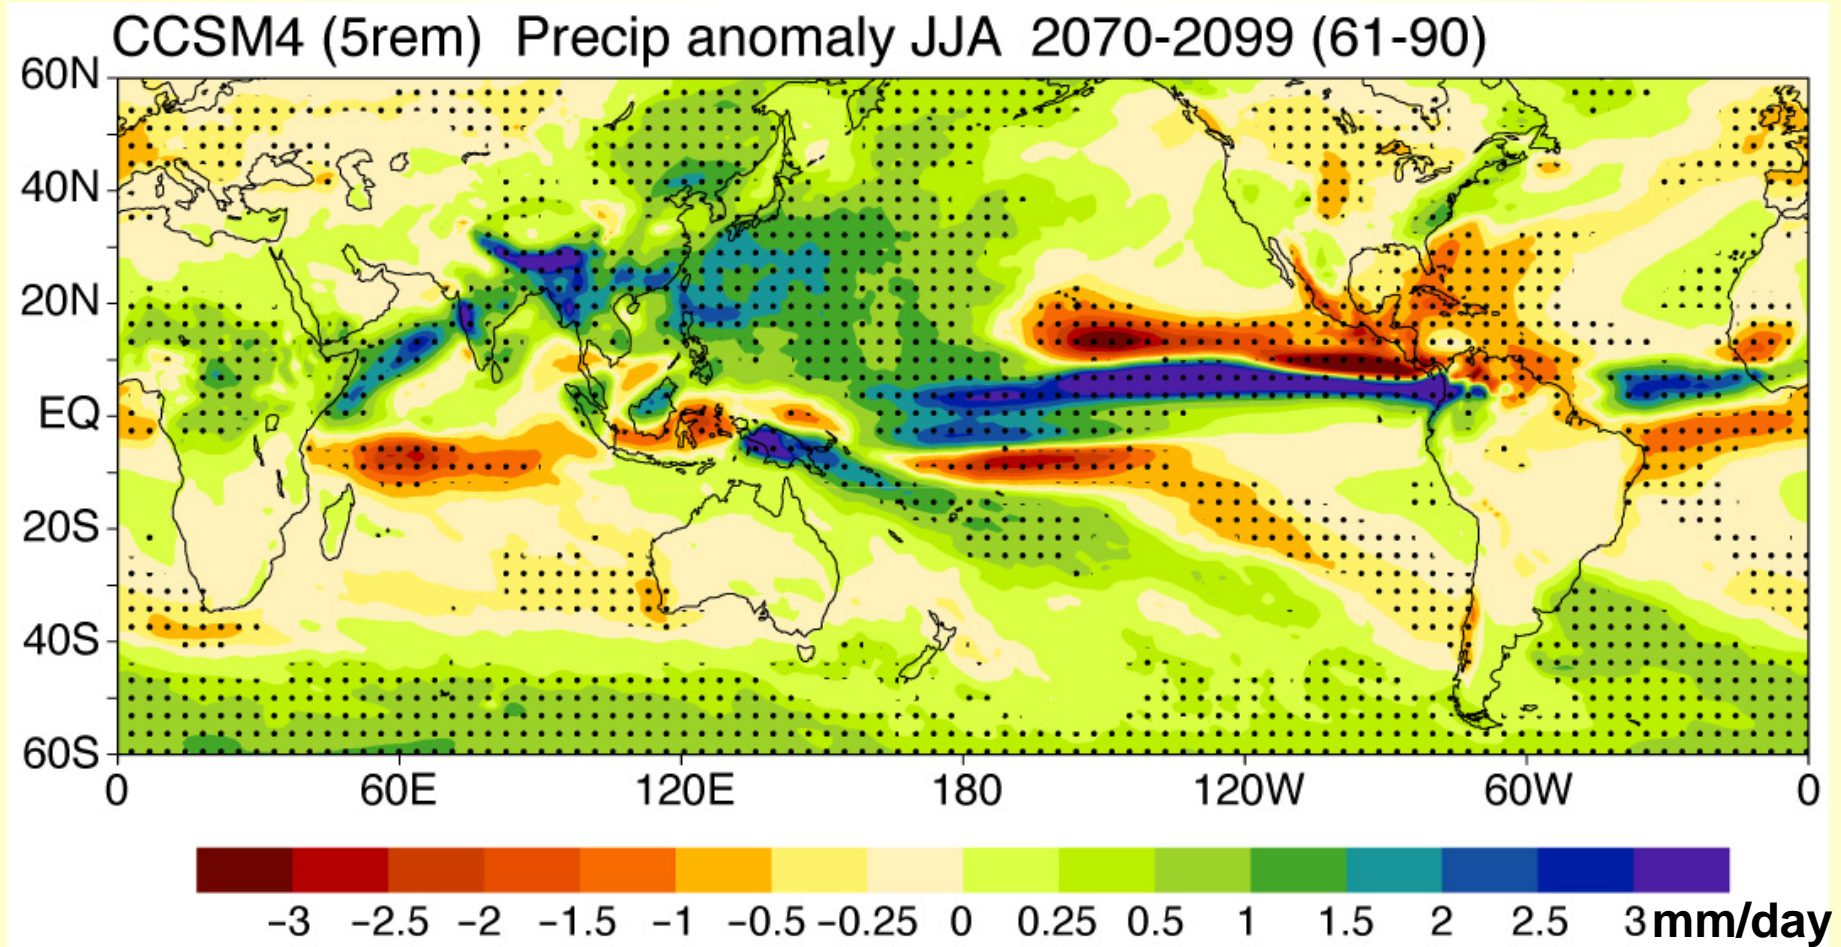 CCSM4 (5rem)  Precip anomaly JJA  2070-2099 (61-90)
60N
40N
20N
EQ
20S
40S
60S
0 60E 120E 180 120W 60W 0
−3 −2.5 −2 −1.5 −1 −0.5 −0.25 0 0.25 0.5 1 1.5 2 2.5 3 mm/day